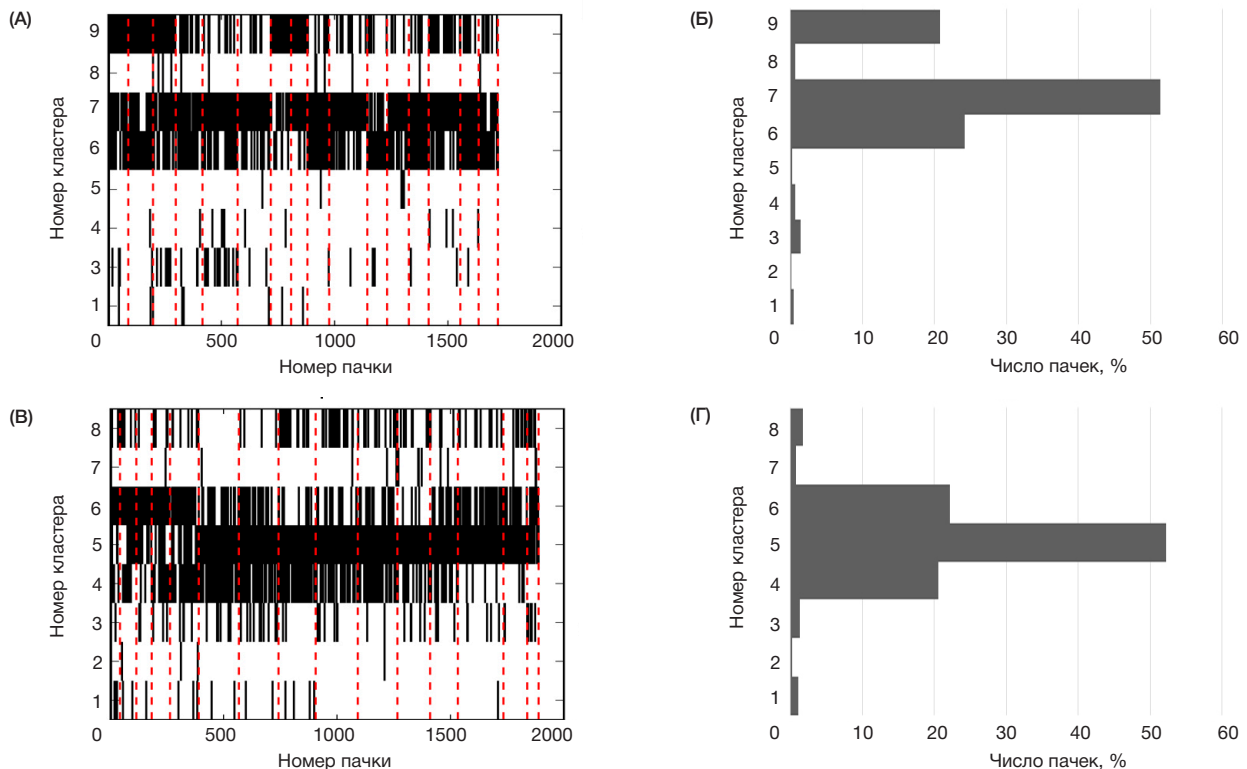 (А)
Номер кластера
9
8
7
6
5
4
3
1
0 500 1000 1500 2000
Номер пачки
(Б)
Номер кластера
9
8
7
6
5
4
3
2
1
0 10 20 30 40 50 60
Число пачек, %
(В)
Номер кластера
8
7
6
5
4
3
2
1
0 500 1000 1500 2000
Номер пачки
(Г)
Номер кластера
8
7
6
5
4
3
2
1
0 10 20 30 40 50 60
Число пачек, %